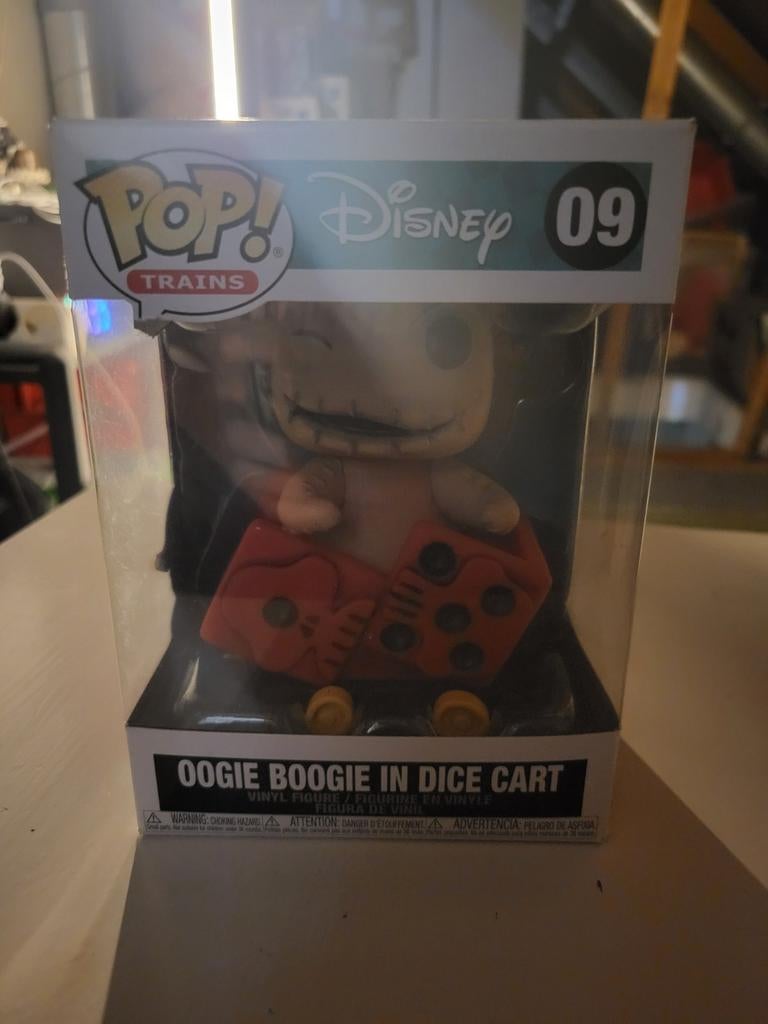 POP!
TRAINS
Disney
09
OOGIE BOOGIE IN DICE CART
VINYL FIGURE / FIGURINE EN VINYLE
FIGURA DE VINIL
WARNING: CHOKING HAZARD. ATTENTION: DANGER D'ÉTOUFFEMENT. ADVERTENCIA: PELIGRO DE ASFIXIA.